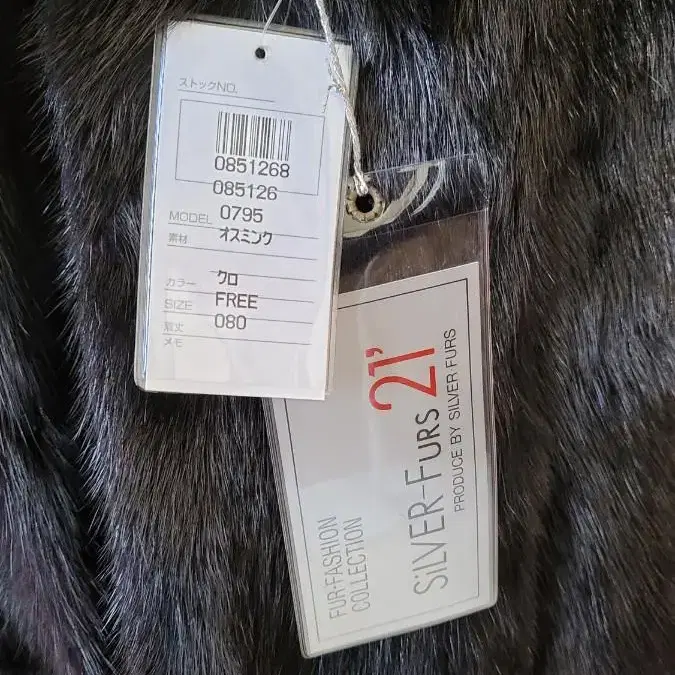 ストックNO.
0851268
085126
MODEL 0795
素材 オスミンク
カラー クロ
SIZE FREE
着丈 080
メモ
FUR-FASHION
COLLECTION
SiLVER-FURS 21'
PRODUCE BY SILVER FURS